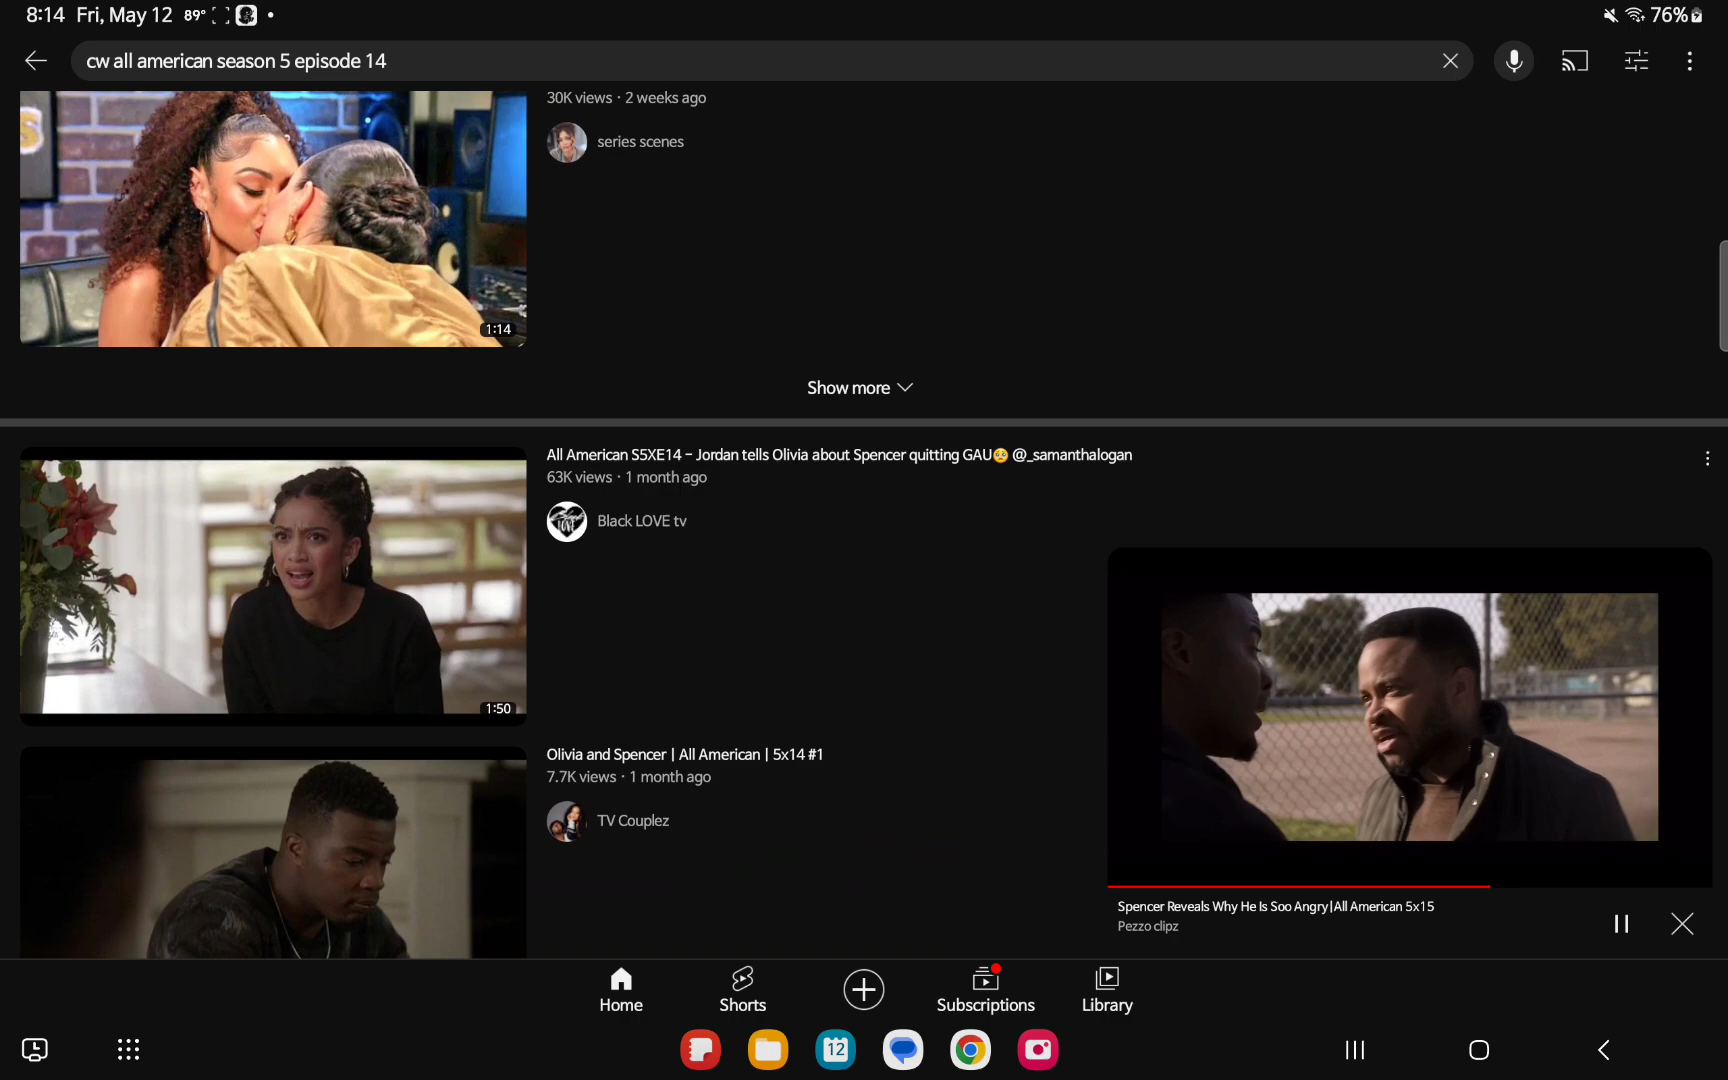 8:14 Fri, May 12 89°
76%
cw all american season 5 episode 14
30K views · 2 weeks ago
series scenes
1:14
Show more
All American S5XE14 – Jordan tells Olivia about Spencer quitting GAU🥺 @_samanthalogan
63K views · 1 month ago
Black LOVE tv
1:50
Olivia and Spencer | All American | 5x14 #1
7.7K views · 1 month ago
TV Couplez
Spencer Reveals Why He Is Soo Angry|All American 5x15
Pezzo clipz
Home
Shorts
Subscriptions
Library
12